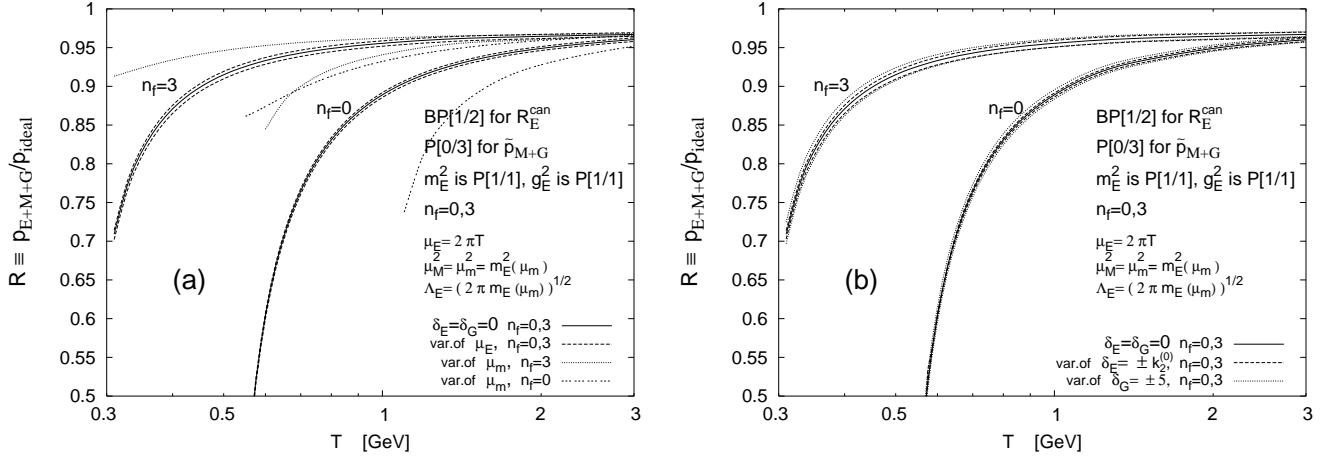 1
0.95
0.9
0.85
0.8
0.75
0.7
0.65
0.6
0.55
0.5
R ≡ p_{E+M+G}/p_{ideal}
n_f=3
n_f=0
BP[1/2] for R_E^{can}
P[0/3] for p̃_{M+G}
m_E^2 is P[1/1], g_E^2 is P[1/1]
n_f=0,3
μ_E= 2 πT
μ_M^2= μ_m^2= m_E^2( μ_m)
Λ_E= ( 2 π m_E (μ_m) )^{1/2}
(a)
δ_E=δ_G=0 n_f=0,3
var.of μ_E, n_f=0,3
var.of μ_m, n_f=3
var.of μ_m, n_f=0
0.3 0.5 1 2 3
T [GeV]
1
0.95
0.9
0.85
0.8
0.75
0.7
0.65
0.6
0.55
0.5
R ≡ p_{E+M+G}/p_{ideal}
n_f=3
n_f=0
BP[1/2] for R_E^{can}
P[0/3] for p̃_{M+G}
m_E^2 is P[1/1], g_E^2 is P[1/1]
n_f=0,3
μ_E= 2 πT
μ_M^2= μ_m^2= m_E^2( μ_m)
Λ_E= ( 2 π m_E (μ_m) )^{1/2}
(b)
δ_E=δ_G=0 n_f=0,3
var.of δ_E= ± k_2^{(0)}, n_f=0,3
var.of δ_G= ±5, n_f=0,3
0.3 0.5 1 2 3
T [GeV]